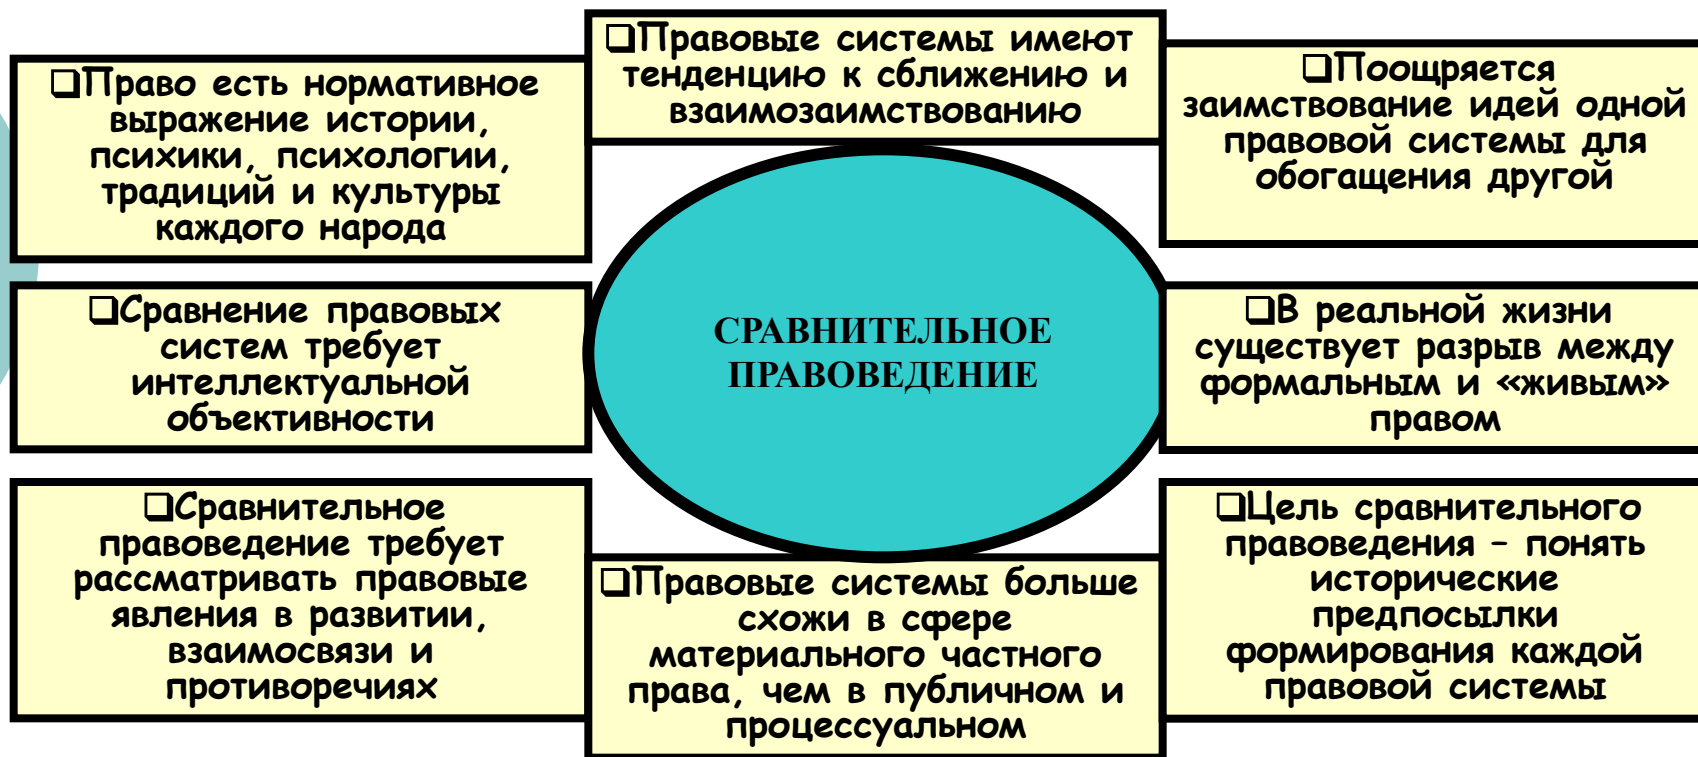 ❑Право есть нормативное
выражение истории,
психики, психологии,
традиций и культуры
каждого народа
❑Правовые системы имеют
тенденцию к сближению и
взаимозаимствованию
❑Поощряется
заимствование идей одной
правовой системы для
обогащения другой
❑Сравнение правовых
систем требует
интеллектуальной
объективности
СРАВНИТЕЛЬНОЕ
ПРАВОВЕДЕНИЕ
❑В реальной жизни
существует разрыв между
формальным и «живым»
правом
❑Сравнительное
правоведение требует
рассматривать правовые
явления в развитии,
взаимосвязи и
противоречиях
❑Правовые системы больше
схожи в сфере
материального частного
права, чем в публичном и
процессуальном
❑Цель сравнительного
правоведения – понять
исторические
предпосылки
формирования каждой
правовой системы